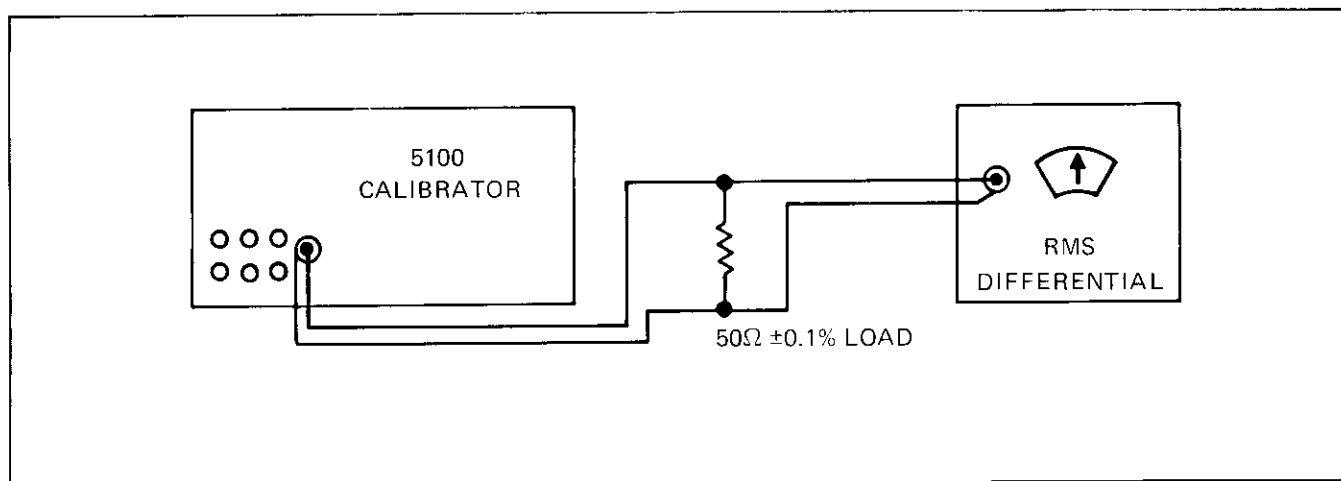 5100
CALIBRATOR
RMS
DIFFERENTIAL
50Ω ±0.1% LOAD